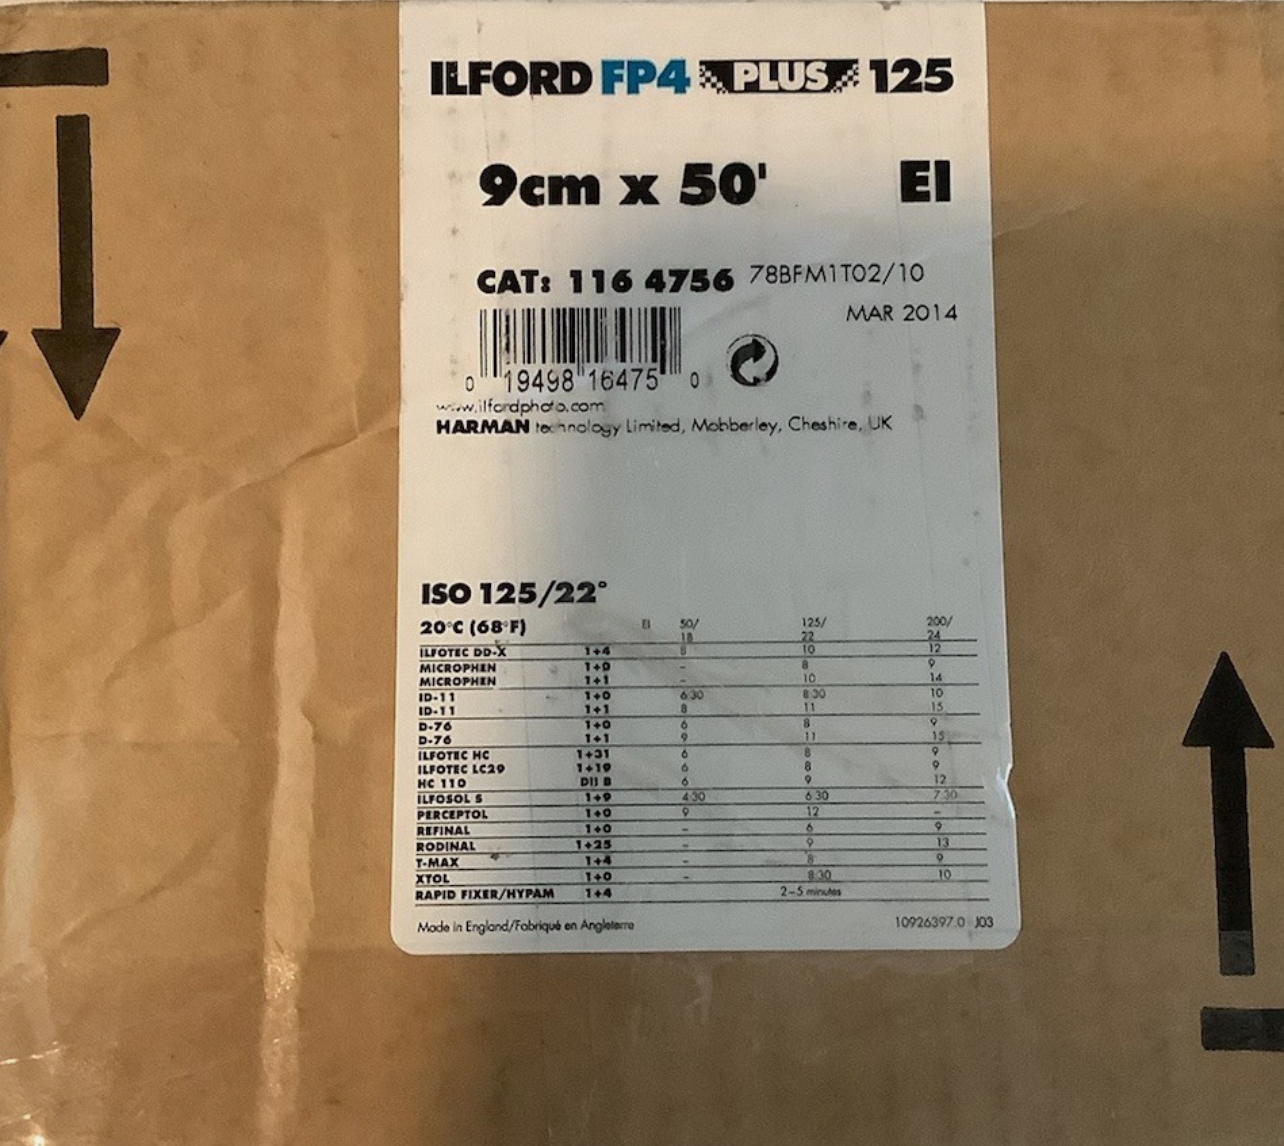 ILFORD FP4 PLUS 125
9cm x 50' EI
CAT: 116 4756 78BFM1T02/10
MAR 2014
0 19498 16475 0
www.ilfordphoto.com
HARMAN technology Limited, Mobberley, Cheshire, UK
ISO 125/22°
20°C (68°F) EI 50/18 125/22 200/24
ILFOTEC DD-X 1+4 8 10 12
MICROPHEN 1+0 - 8 9
MICROPHEN 1+1 - 10 14
ID-11 1+0 6:30 8:30 10
ID-11 1+1 8 11 15
D-76 1+0 6 8 9
D-76 1+1 9 11 15
ILFOTEC HC 1+31 6 8 9
ILFOTEC LC29 1+19 6 8 9
HC 110 Dil B 6 9 12
ILFOSOL S 1+9 4:30 6:30 7:30
PERCEPTOL 1+0 9 12 -
REFINAL 1+0 - 6 9
RODINAL 1+25 - 9 13
T-MAX 1+4 - 8 9
XTOL 1+0 - 8:30 10
RAPID FIXER/HYPAM 1+4 2-5 minutes
Made in England/Fabriqué en Angleterre 10926397.0 J03